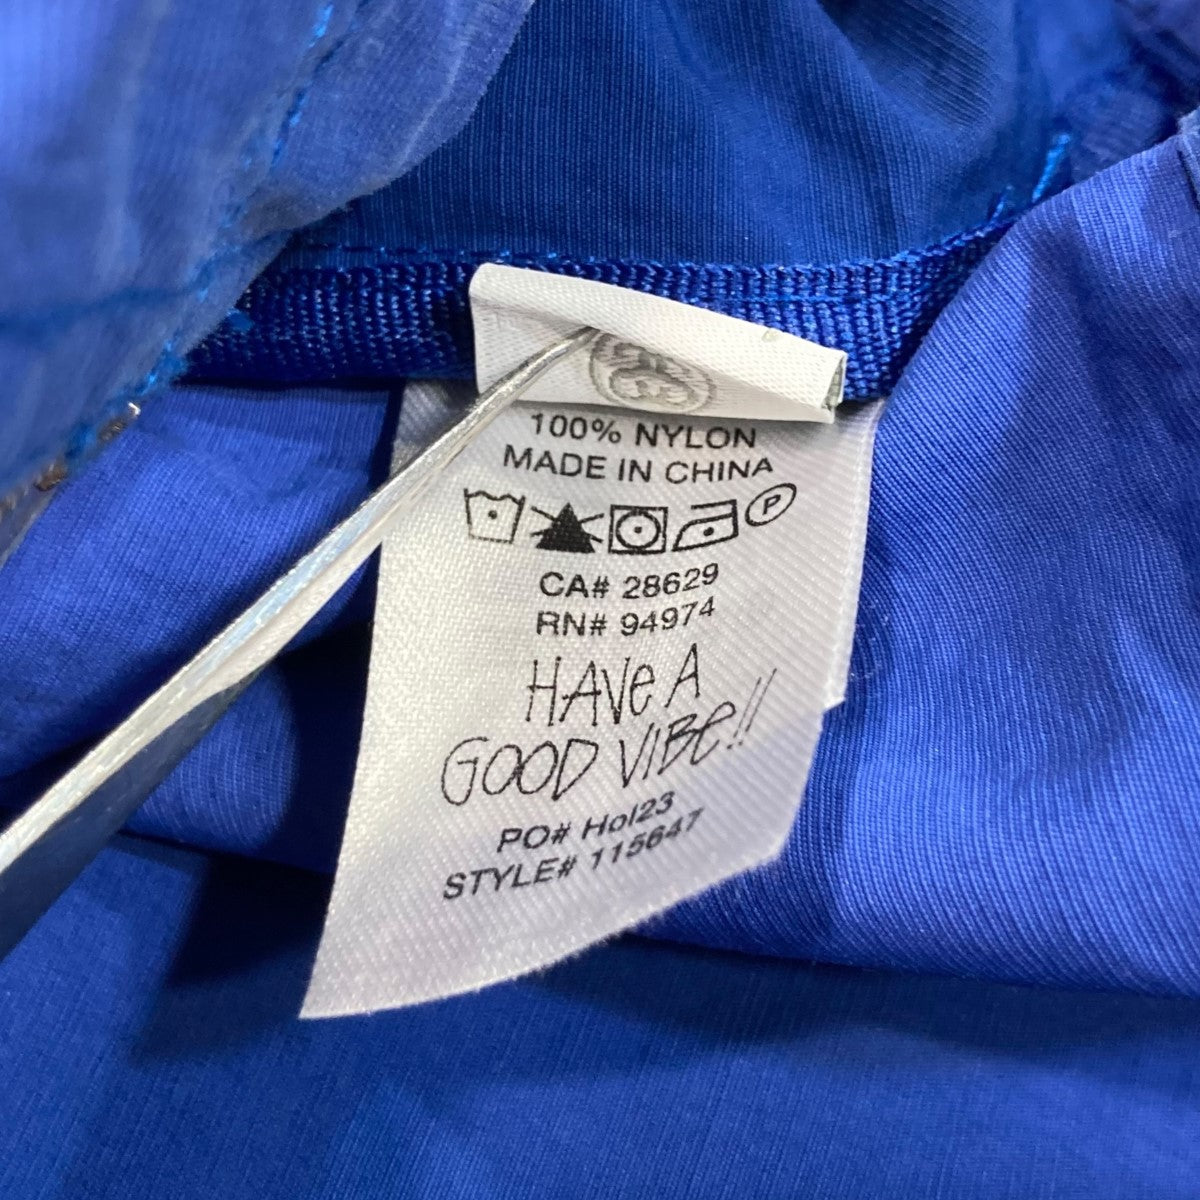 100% NYLON
MADE IN CHINA
P
CA# 28629
RN# 94974
HAVe A
GOOD VIBe!!
PO# Hol23
STYLE# 115647